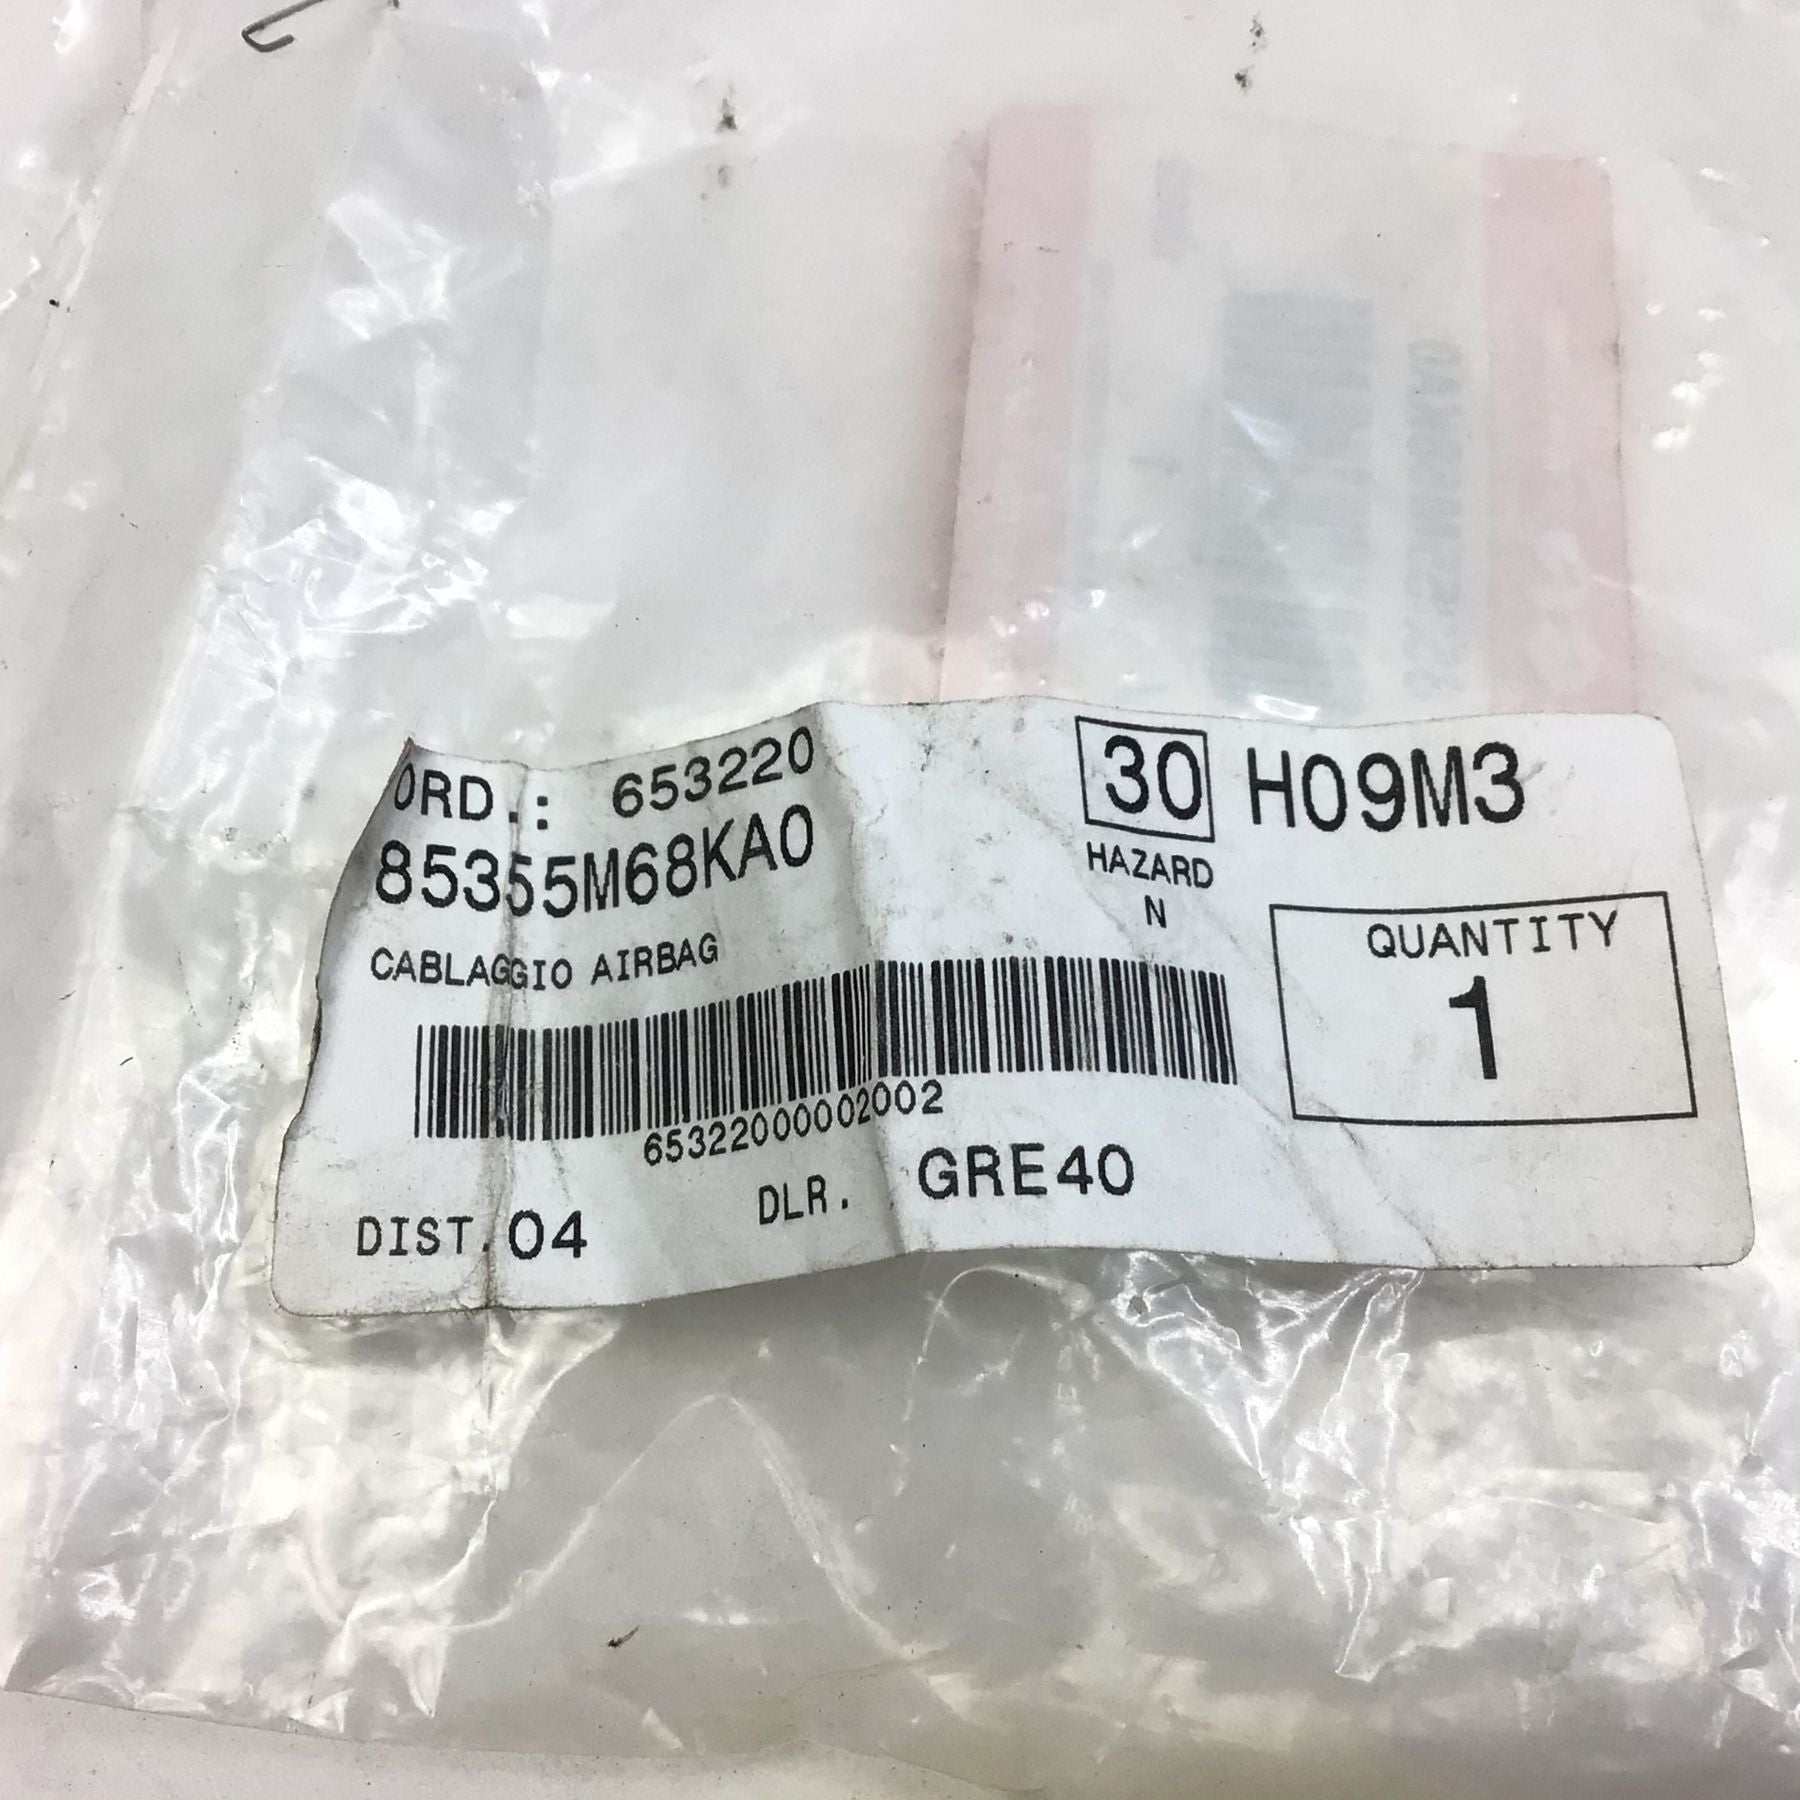 ORD.: 653220
30 H09M3
85355M68KA0
HAZARD
N
CABLAGGIO AIRBAG
QUANTITY
1
65322000002002
DIST. 04
DLR. GRE40